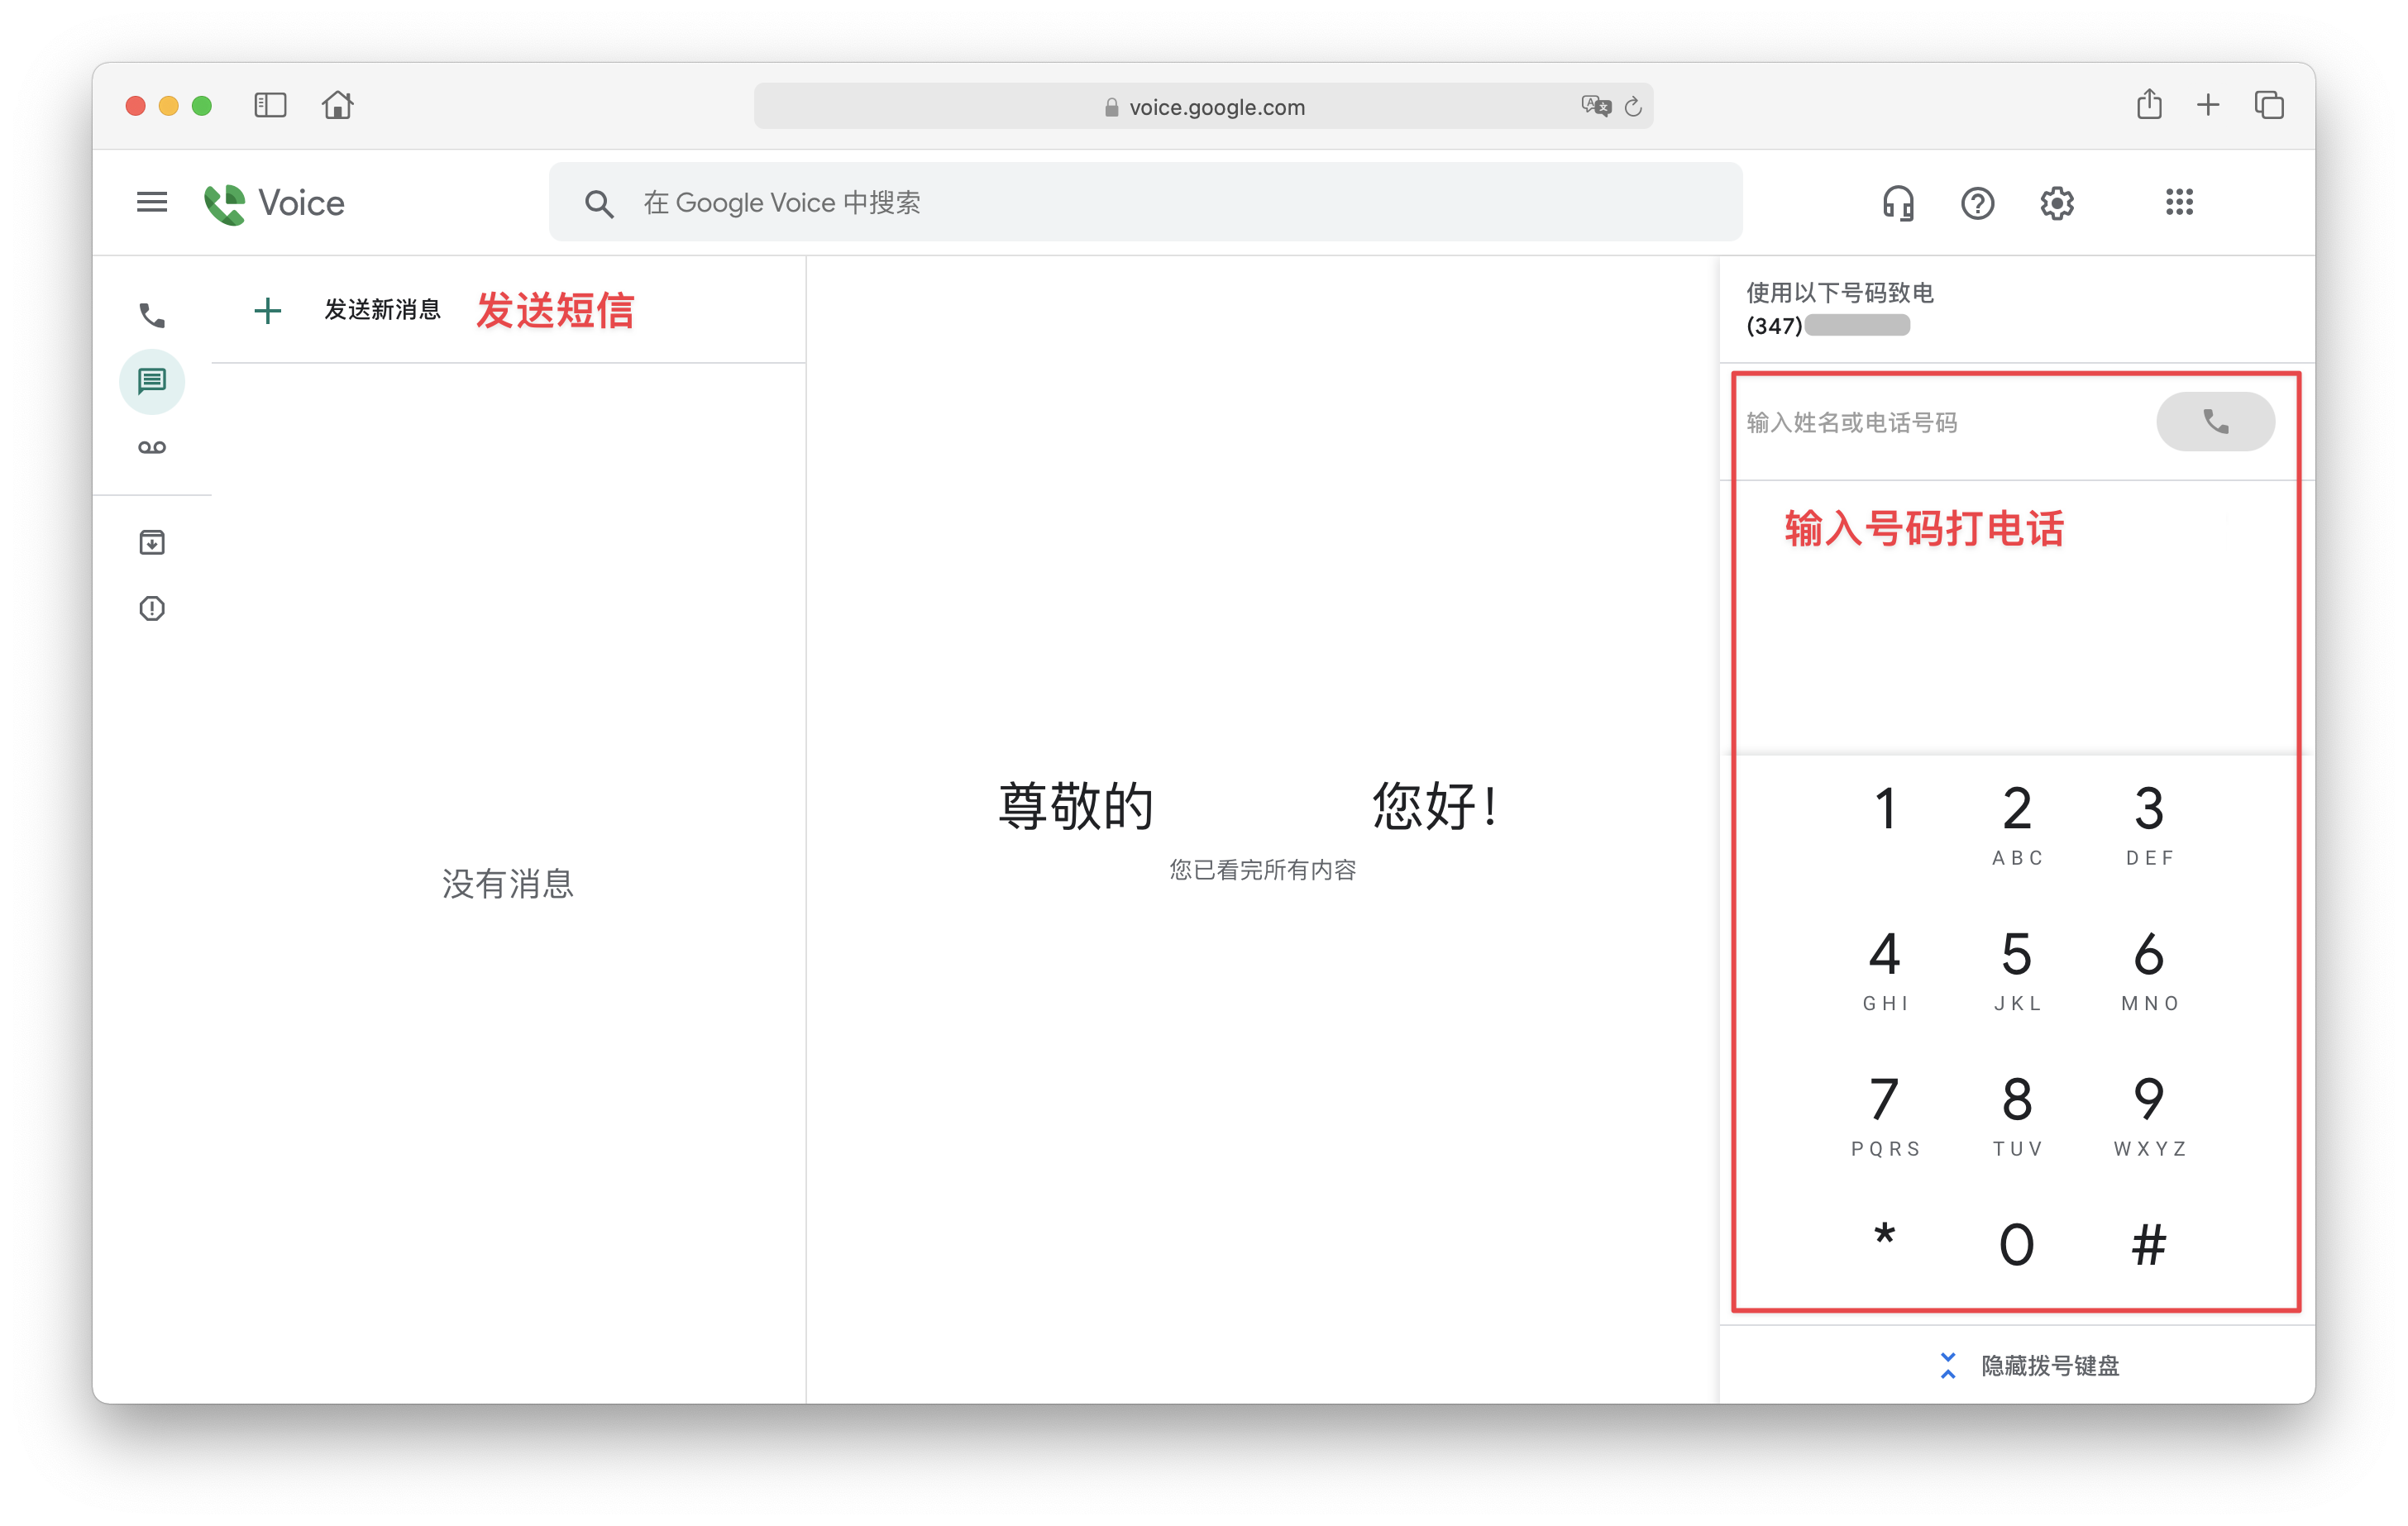 voice.google.com
Voice
在 Google Voice 中搜索
发送新消息
发送短信
没有消息
尊敬的 您好！
您已看完所有内容
使用以下号码致电
(347)
输入姓名或电话号码
输入号码打电话
1 2 3
ABC DEF
4 5 6
GHI JKL MNO
7 8 9
PQRS TUV WXYZ
* 0 #
隐藏拨号键盘